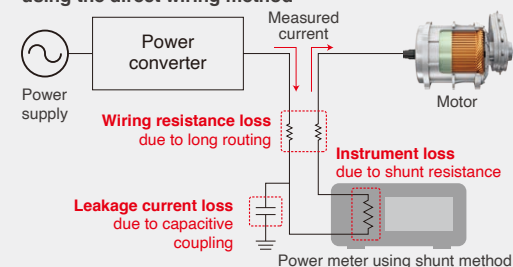 using the direct wiring method
Measured
current
Power
converter
Power
supply
Motor
Wiring resistance loss
due to long routing
Instrument loss
due to shunt resistance
Leakage current loss
due to capacitive
coupling
Power meter using shunt method